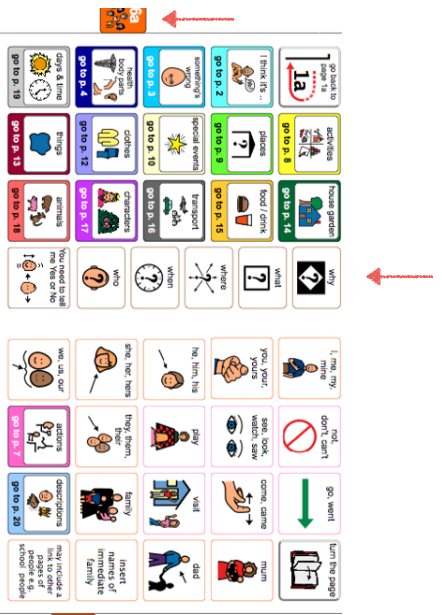 6a
go back to
page 1a
1a
activities
go to p. 8
house garden
go to p. 14
why
I, me, my,
mine
not,
don't, can't
go, went
turn the page
I think it's ..
go to p. 2
places
go to p. 9
food / drink
go to p. 15
what
you, your,
yours
see, look,
watch, saw
come, came
mum
something's
wrong
go to p. 3
special events
go to p. 10
transport
go to p. 16
where
when
he, him, his
play
visit
dad
health
body parts
go to p. 4
clothes
go to p. 12
characters
go to p. 17
who
she, her, hers
they, them,
their
family
insert
names of
immediate
family
days & time
go to p. 19
things
go to p. 13
animals
go to p. 18
You need to tell
me Yes or No
we, us, our
actions
go to p. 7
descriptions
go to p. 20
may include a
link to other
pages of
people e.g.
school people